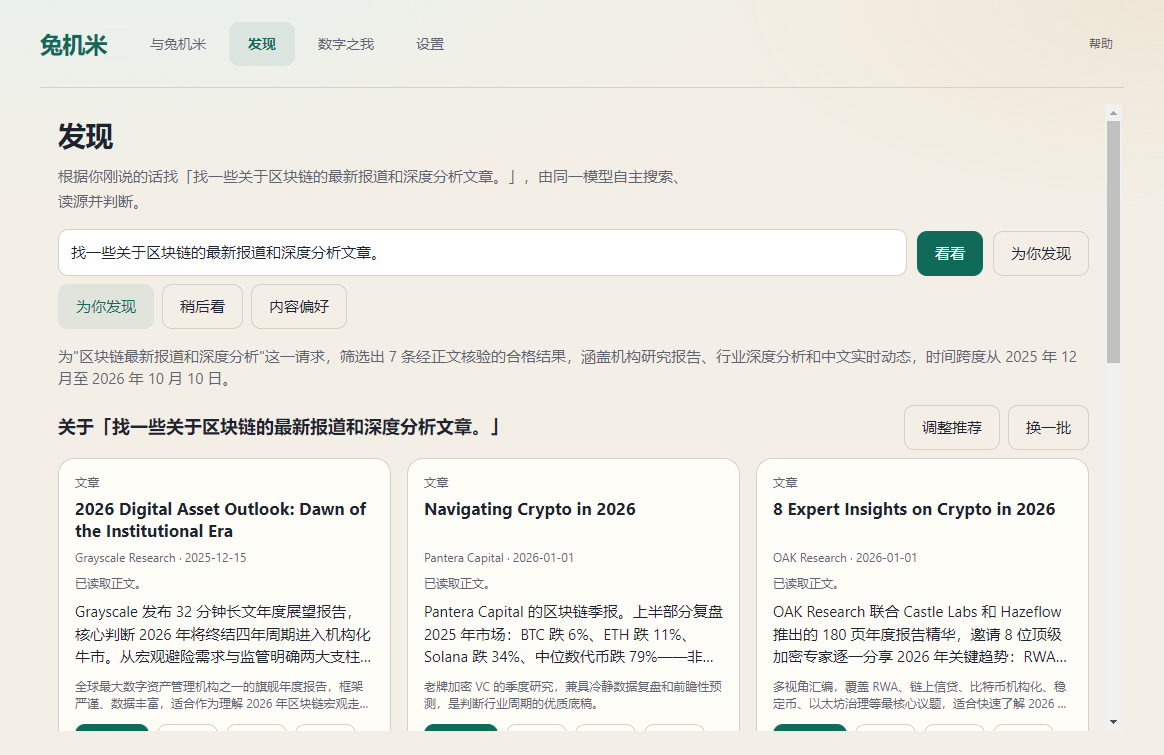 兔机米
与兔机米
发现
数字之我
设置
帮助
发现
根据你刚说的话找「找一些关于区块链的最新报道和深度分析文章。」，由同一模型自主搜索、
读源并判断。
找一些关于区块链的最新报道和深度分析文章。
看看
为你发现
为你发现
稍后看
内容偏好
为"区块链最新报道和深度分析"这一请求，筛选出 7 条经正文核验的合格结果，涵盖机构研究报告、行业深度分析和中文实时动态，时间跨度从 2025 年 12
月至 2026 年 10 月 10 日。
关于「找一些关于区块链的最新报道和深度分析文章。」
调整推荐
换一批
文章
2026 Digital Asset Outlook: Dawn of
the Institutional Era
Grayscale Research · 2025-12-15
已读取正文。
Grayscale 发布 32 分钟长文年度展望报告，
核心判断 2026 年将终结四年周期进入机构化
牛市。从宏观避险需求与监管明确两大支柱...
全球最大数字资产管理机构之一的旗舰年度报告，框架
严谨、数据丰富，适合作为理解 2026 年区块链宏观走...
文章
Navigating Crypto in 2026
Pantera Capital · 2026-01-01
已读取正文。
Pantera Capital 的区块链季报。上半部分复盘
2025 年市场：BTC 跌 6%、ETH 跌 11%、
Solana 跌 34%、中位数代币跌 79%——非...
老牌加密 VC 的季度研究，兼具冷静数据复盘和前瞻性预
测，是判断行业周期的优质底稿。
文章
8 Expert Insights on Crypto in 2026
OAK Research · 2026-01-01
已读取正文。
OAK Research 联合 Castle Labs 和 Hazeflow
推出的 180 页年度报告精华，邀请 8 位顶级
加密专家逐一分享 2026 年关键趋势：RWA...
多视角汇编，覆盖 RWA、链上信贷、比特币机构化、稳
定币、以太坊治理等最核心议题，适合快速了解 2026 ...